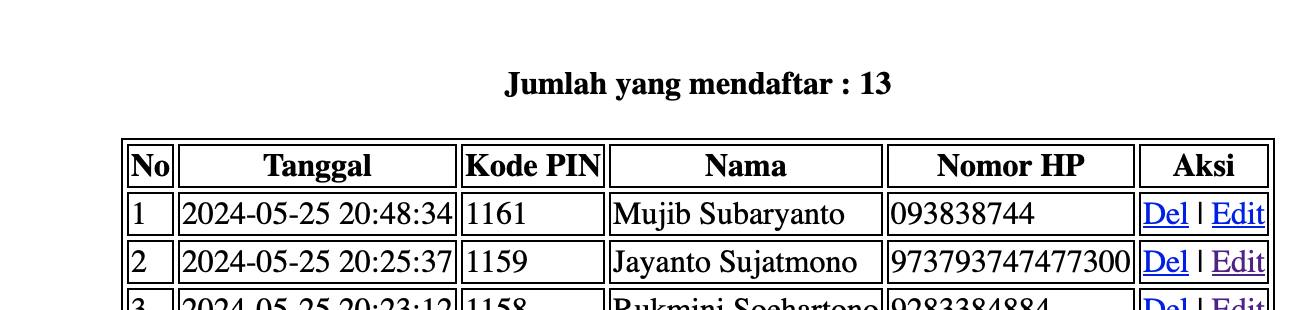 Jumlah yang mendaftar : 13
No Tanggal Kode PIN Nama Nomor HP Aksi
1 2024-05-25 20:48:34 1161 Mujib Subaryanto 093838744 Del | Edit
2 2024-05-25 20:25:37 1159 Jayanto Sujatmono 973793747477300 Del | Edit
3 2024-05-25 20:23:12 1158 Rukmini Soehartono 9283384884 Del | Edit